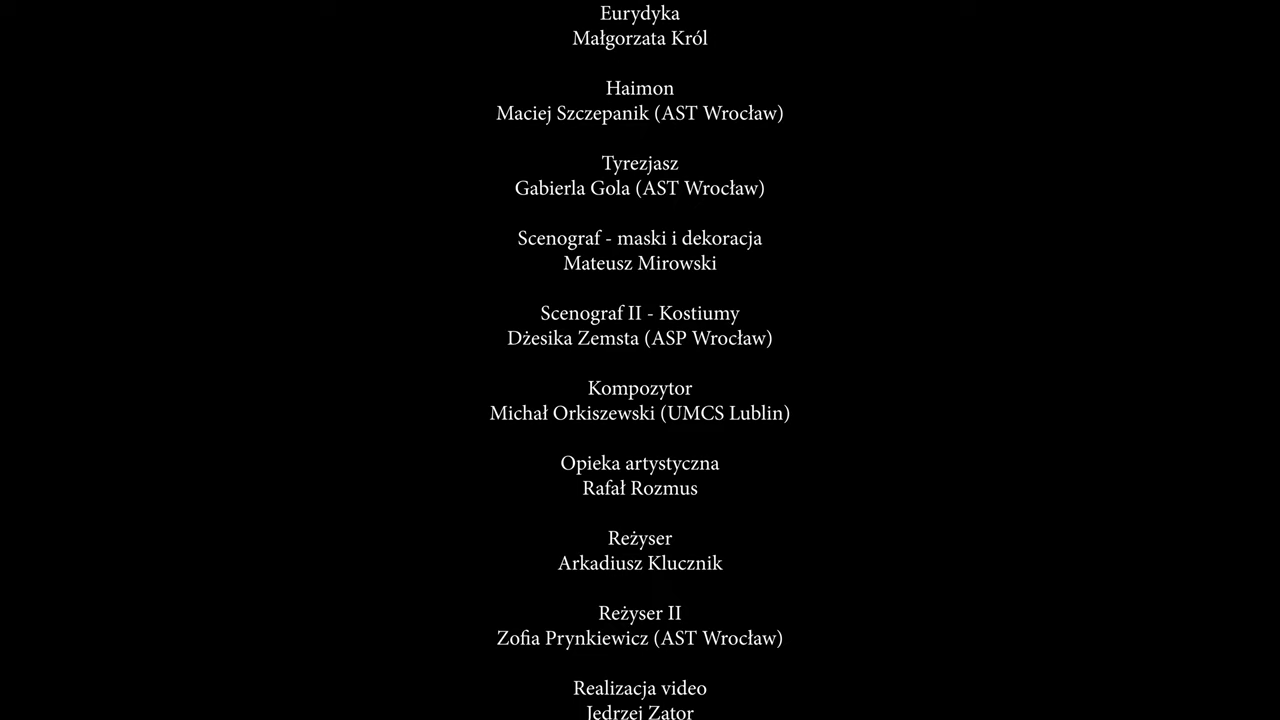 Eurydyka
Małgorzata Król
Haimon
Maciej Szczepanik (AST Wrocław)
Tyrezjasz
Gabierla Gola (AST Wrocław)
Scenograf - maski i dekoracja
Mateusz Mirowski
Scenograf II - Kostiumy
Dżesika Zemsta (ASP Wrocław)
Kompozytor
Michał Orkiszewski (UMCS Lublin)
Opieka artystyczna
Rafał Rozmus
Reżyser
Arkadiusz Klucznik
Reżyser II
Zofia Prynkiewicz (AST Wrocław)
Realizacja video
Jędrzej Zator